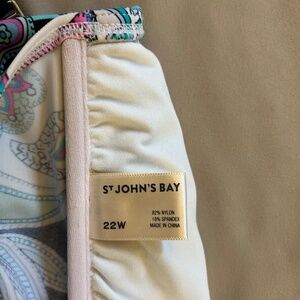 ST JOHN'S BAY
22W
82% NYLON
18% SPANDEX
MADE IN CHINA